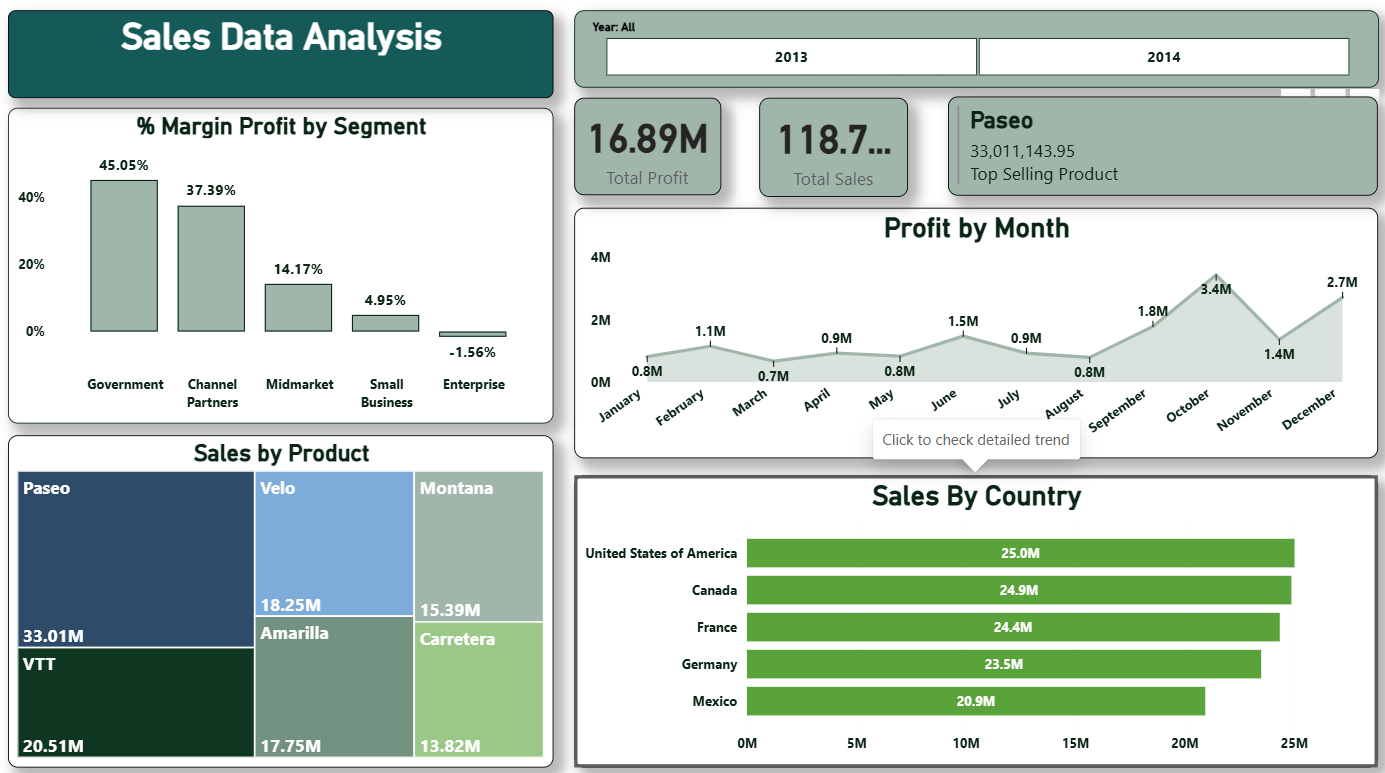 Sales Data Analysis
Year: All
2013
2014
16.89M
Total Profit
118.7...
Total Sales
Paseo
33,011,143.95
Top Selling Product
% Margin Profit by Segment
45.05%
37.39%
14.17%
4.95%
-1.56%
40%
20%
0%
Government
Channel
Partners
Midmarket
Small
Business
Enterprise
Profit by Month
4M
2M
0M
0.8M
1.1M
0.7M
0.9M
0.8M
1.5M
0.9M
0.8M
1.8M
3.4M
1.4M
2.7M
January
February
March
April
May
June
July
August
September
October
November
December
Click to check detailed trend
Sales by Product
Paseo
33.01M
VTT
20.51M
Velo
18.25M
Amarilla
17.75M
Montana
15.39M
Carretera
13.82M
Sales By Country
United States of America
25.0M
Canada
24.9M
France
24.4M
Germany
23.5M
Mexico
20.9M
0M
5M
10M
15M
20M
25M